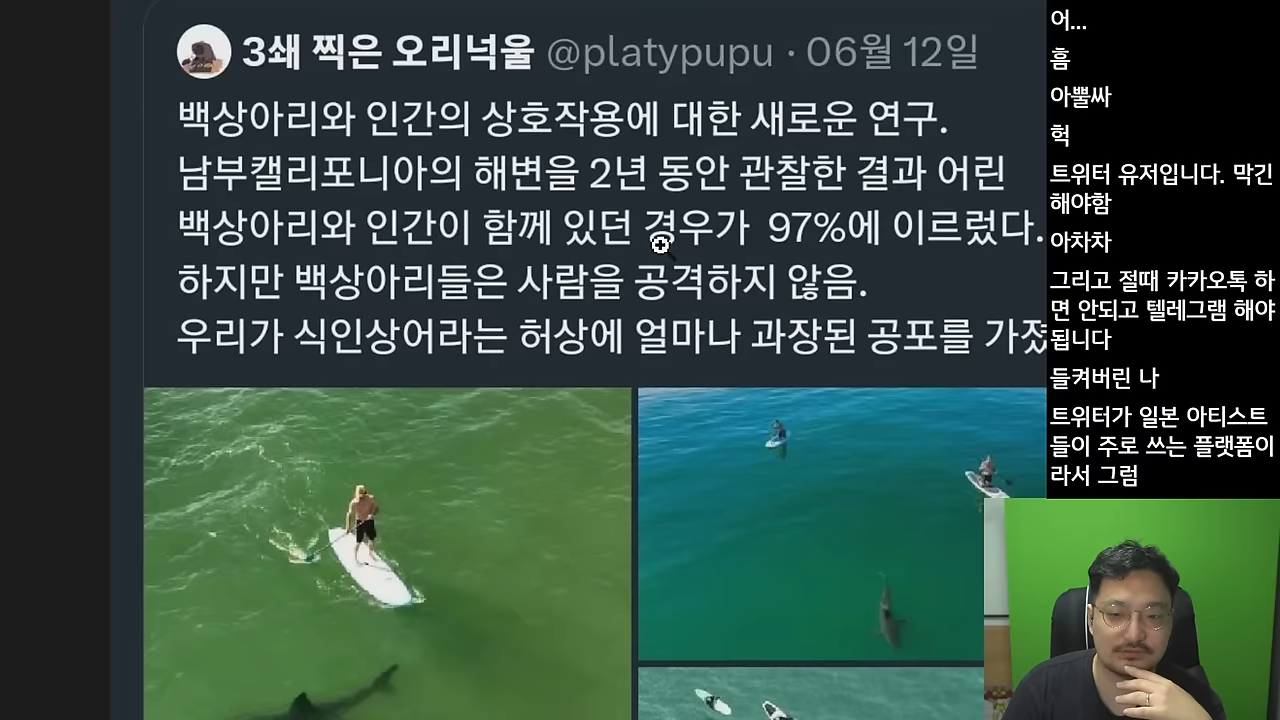 3쇄 찍은 오리넉울 @platypupu · 06월 12일
백상아리와 인간의 상호작용에 대한 새로운 연구.
남부캘리포니아의 해변을 2년 동안 관찰한 결과 어린
백상아리와 인간이 함께 있던 경우가 97%에 이르렀다.
하지만 백상아리들은 사람을 공격하지 않음.
우리가 식인상어라는 허상에 얼마나 과장된 공포를 가졌
어...
흠
아뿔싸
헉
트위터 유저입니다. 막긴
해야함
아차차
그리고 절때 카카오톡 하
면 안되고 텔레그램 해야
됩니다
들켜버린 나
트위터가 일본 아티스트
들이 주로 쓰는 플랫폼이
라서 그럼